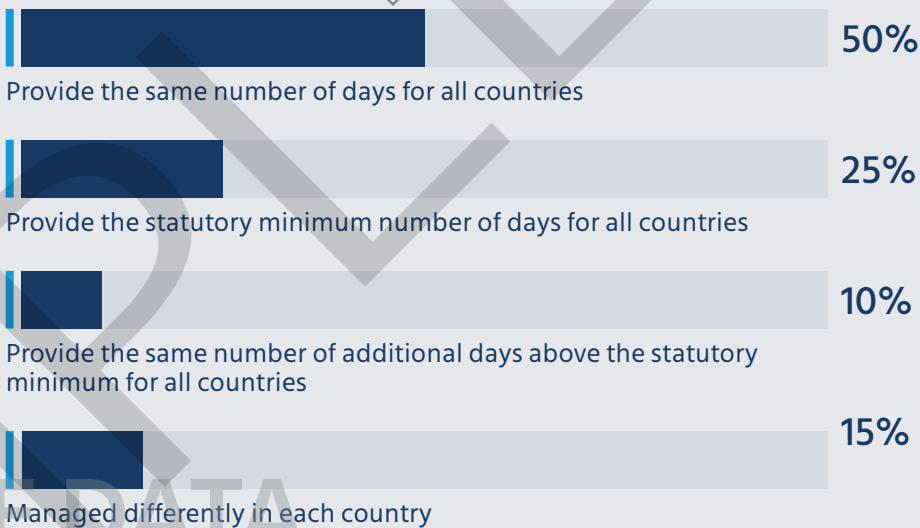 50%
Provide the same number of days for all countries
25%
Provide the statutory minimum number of days for all countries
10%
Provide the same number of additional days above the statutory
minimum for all countries
15%
DATA
Managed differently in each country